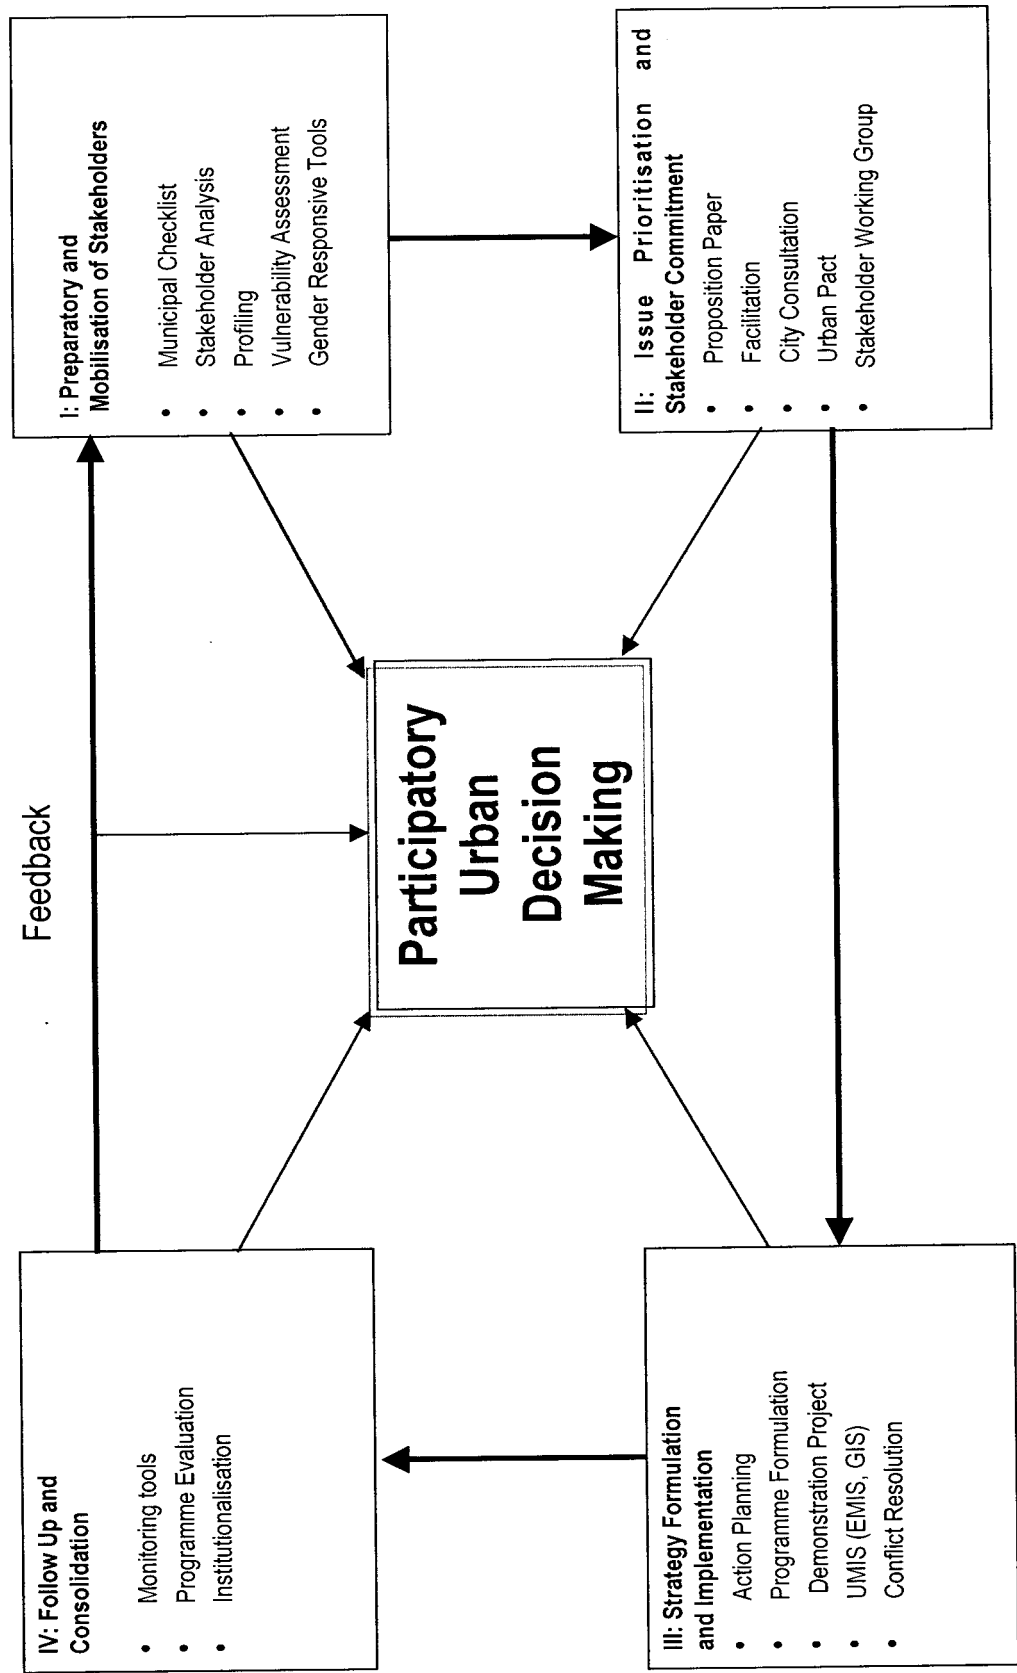 Feedback
IV: Follow Up and
Consolidation
• Monitoring tools
• Programme Evaluation
• Institutionalisation
I: Preparatory and
Mobilisation of Stakeholders
• Municipal Checklist
• Stakeholder Analysis
• Profiling
• Vulnerability Assessment
• Gender Responsive Tools
Participatory
Urban
Decision
Making
III: Strategy Formulation
and Implementation
• Action Planning
• Programme Formulation
• Demonstration Project
• UMIS (EMIS, GIS)
• Conflict Resolution
II: Issue Prioritisation and
Stakeholder Commitment
• Proposition Paper
• Facilitation
• City Consultation
• Urban Pact
• Stakeholder Working Group